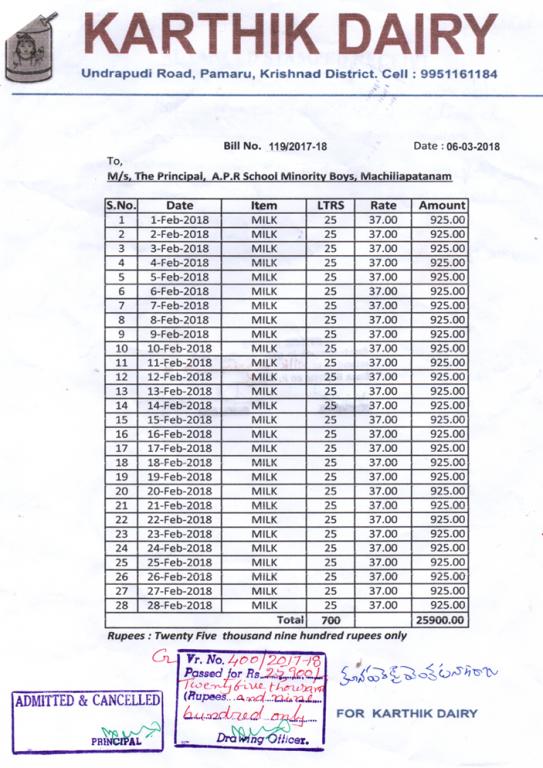 KARTHIK DAIRY
Undrapudi Road, Pamaru, Krishnad District. Cell : 9951161184
Bill No. 119/2017-18 Date : 06-03-2018
To,
M/s, The Principal, A.P.R School Minority Boys, Machiliapatanam
S.No. Date Item LTRS Rate Amount
1 1-Feb-2018 MILK 25 37.00 925.00
2 2-Feb-2018 MILK 25 37.00 925.00
3 3-Feb-2018 MILK 25 37.00 925.00
4 4-Feb-2018 MILK 25 37.00 925.00
5 5-Feb-2018 MILK 25 37.00 925.00
6 6-Feb-2018 MILK 25 37.00 925.00
7 7-Feb-2018 MILK 25 37.00 925.00
8 8-Feb-2018 MILK 25 37.00 925.00
9 9-Feb-2018 MILK 25 37.00 925.00
10 10-Feb-2018 MILK 25 37.00 925.00
11 11-Feb-2018 MILK 25 37.00 925.00
12 12-Feb-2018 MILK 25 37.00 925.00
13 13-Feb-2018 MILK 25 37.00 925.00
14 14-Feb-2018 MILK 25 37.00 925.00
15 15-Feb-2018 MILK 25 37.00 925.00
16 16-Feb-2018 MILK 25 37.00 925.00
17 17-Feb-2018 MILK 25 37.00 925.00
18 18-Feb-2018 MILK 25 37.00 925.00
19 19-Feb-2018 MILK 25 37.00 925.00
20 20-Feb-2018 MILK 25 37.00 925.00
21 21-Feb-2018 MILK 25 37.00 925.00
22 22-Feb-2018 MILK 25 37.00 925.00
23 23-Feb-2018 MILK 25 37.00 925.00
24 24-Feb-2018 MILK 25 37.00 925.00
25 25-Feb-2018 MILK 25 37.00 925.00
26 26-Feb-2018 MILK 25 37.00 925.00
27 27-Feb-2018 MILK 25 37.00 925.00
28 28-Feb-2018 MILK 25 37.00 925.00
Total 700 25900.00
Rupees : Twenty Five thousand nine hundred rupees only
Vr. No. 400/2017-18
Passed for Rs 25,900/-
Twenty five thousand
(Rupees and nine
hundred only
Drawing Officer.
ADMITTED & CANCELLED
PRINCIPAL
FOR KARTHIK DAIRY